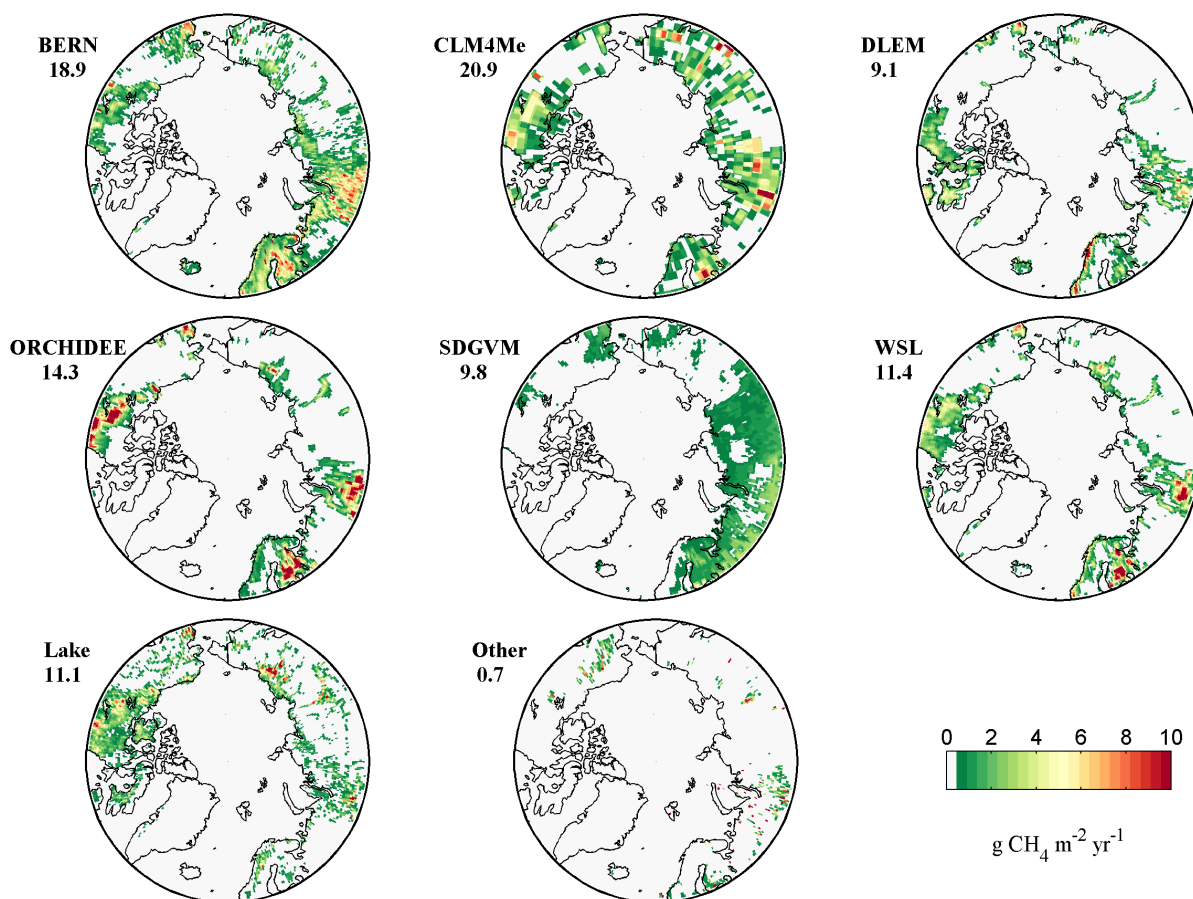 BERN
18.9
CLM4Me
20.9
DLEM
9.1
ORCHIDEE
14.3
SDGVM
9.8
WSL
11.4
Lake
11.1
Other
0.7
0 2 4 6 8 10
g CH₄ m⁻² yr⁻¹